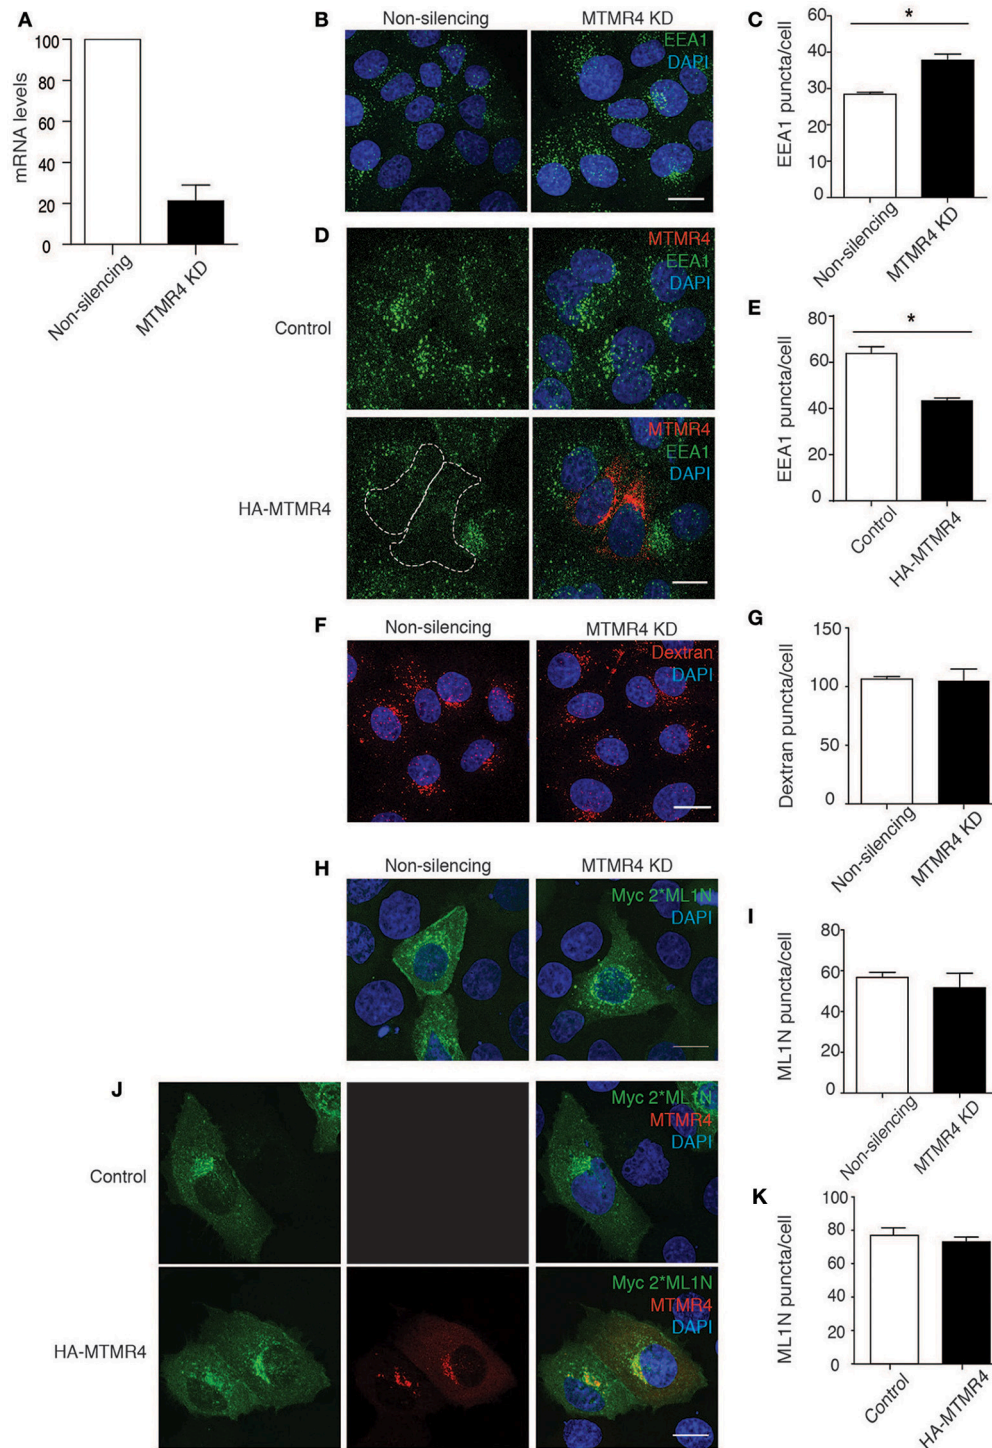 A
mRNA levels
100
80
60
40
20
0
Non-silencing
MTMR4 KD
B
Non-silencing
MTMR4 KD
EEA1
DAPI
C
*
EEA1 puncta/cell
60
40
30
20
10
0
Non-silencing
MTMR4 KD
D
Control
MTMR4
EEA1
DAPI
HA-MTMR4
MTMR4
EEA1
DAPI
E
*
EEA1 puncta/cell
80
60
40
20
0
Control
HA-MTMR4
F
Non-silencing
MTMR4 KD
Dextran
DAPI
G
Dextran puncta/cell
150
100
50
0
Non-silencing
MTMR4 KD
H
Non-silencing
MTMR4 KD
Myc 2*ML1N
DAPI
I
ML1N puncta/cell
80
60
40
20
0
Non-silencing
MTMR4 KD
J
Control
Myc 2*ML1N
MTMR4
DAPI
HA-MTMR4
Myc 2*ML1N
MTMR4
DAPI
K
ML1N puncta/cell
100
80
60
40
20
0
Control
HA-MTMR4